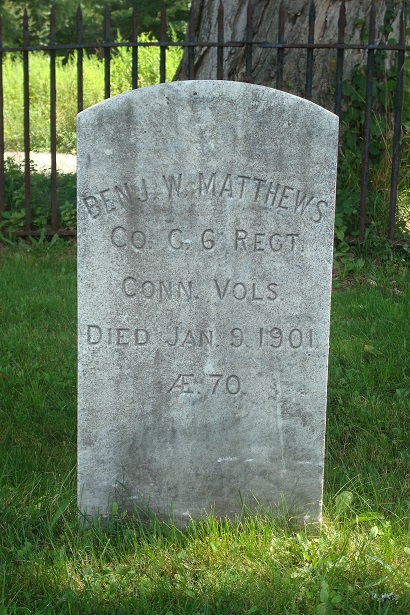 BENJ. W. MATTHEWS
CO. C. 6 REGT.
CONN. VOLS.
DIED JAN. 9. 1901.
Æ. 70.